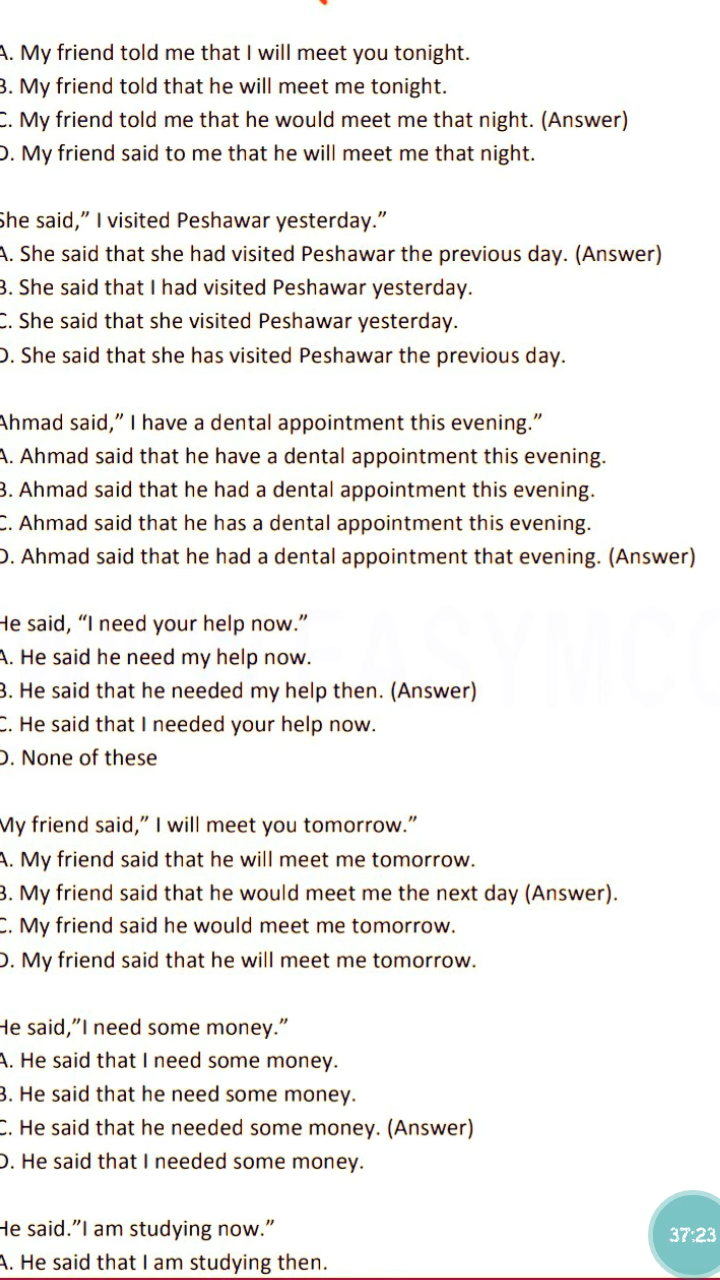 A. My friend told me that I will meet you tonight.
B. My friend told that he will meet me tonight.
C. My friend told me that he would meet me that night. (Answer)
D. My friend said to me that he will meet me that night.
She said,” I visited Peshawar yesterday.”
A. She said that she had visited Peshawar the previous day. (Answer)
B. She said that I had visited Peshawar yesterday.
C. She said that she visited Peshawar yesterday.
D. She said that she has visited Peshawar the previous day.
Ahmad said,” I have a dental appointment this evening.”
A. Ahmad said that he have a dental appointment this evening.
B. Ahmad said that he had a dental appointment this evening.
C. Ahmad said that he has a dental appointment this evening.
D. Ahmad said that he had a dental appointment that evening. (Answer)
He said, “I need your help now.”
A. He said he need my help now.
B. He said that he needed my help then. (Answer)
C. He said that I needed your help now.
D. None of these
My friend said,” I will meet you tomorrow.”
A. My friend said that he will meet me tomorrow.
B. My friend said that he would meet me the next day (Answer).
C. My friend said he would meet me tomorrow.
D. My friend said that he will meet me tomorrow.
He said,”I need some money.”
A. He said that I need some money.
B. He said that he need some money.
C. He said that he needed some money. (Answer)
D. He said that I needed some money.
He said.”I am studying now.”
37:23
A. He said that I am studying then.